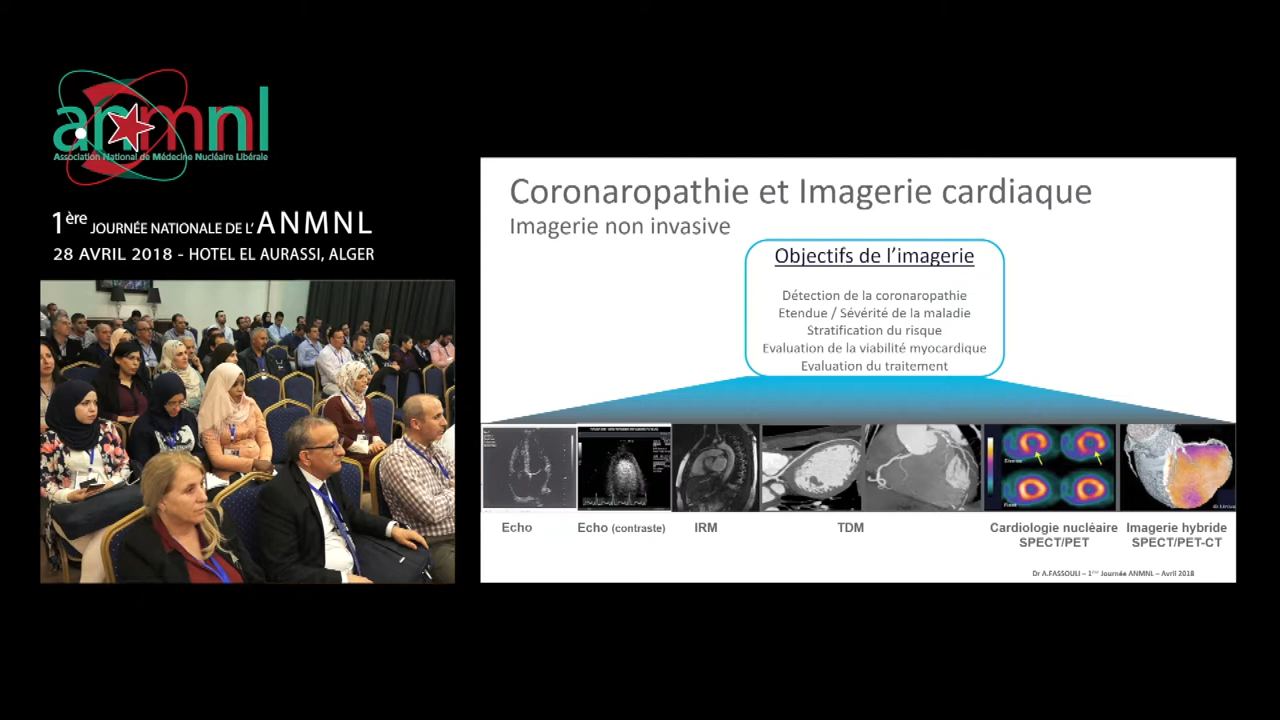 anmnl
Association National de Médecine Nucléaire Libérale
1ère JOURNÉE NATIONALE DE L' ANMNL
28 AVRIL 2018 - HOTEL EL AURASSI, ALGER
Coronaropathie et Imagerie cardiaque
Imagerie non invasive
Objectifs de l'imagerie
Détection de la coronaropathie
Etendue / Sévérité de la maladie
Stratification du risque
Evaluation de la viabilité myocardique
Evaluation du traitement
Echo
Echo (contraste)
IRM
TDM
Cardiologie nucléaire
SPECT/PET
Imagerie hybride
SPECT/PET-CT
Dr A.FASSOULI – 1ère Journée ANMNL – Avril 2018